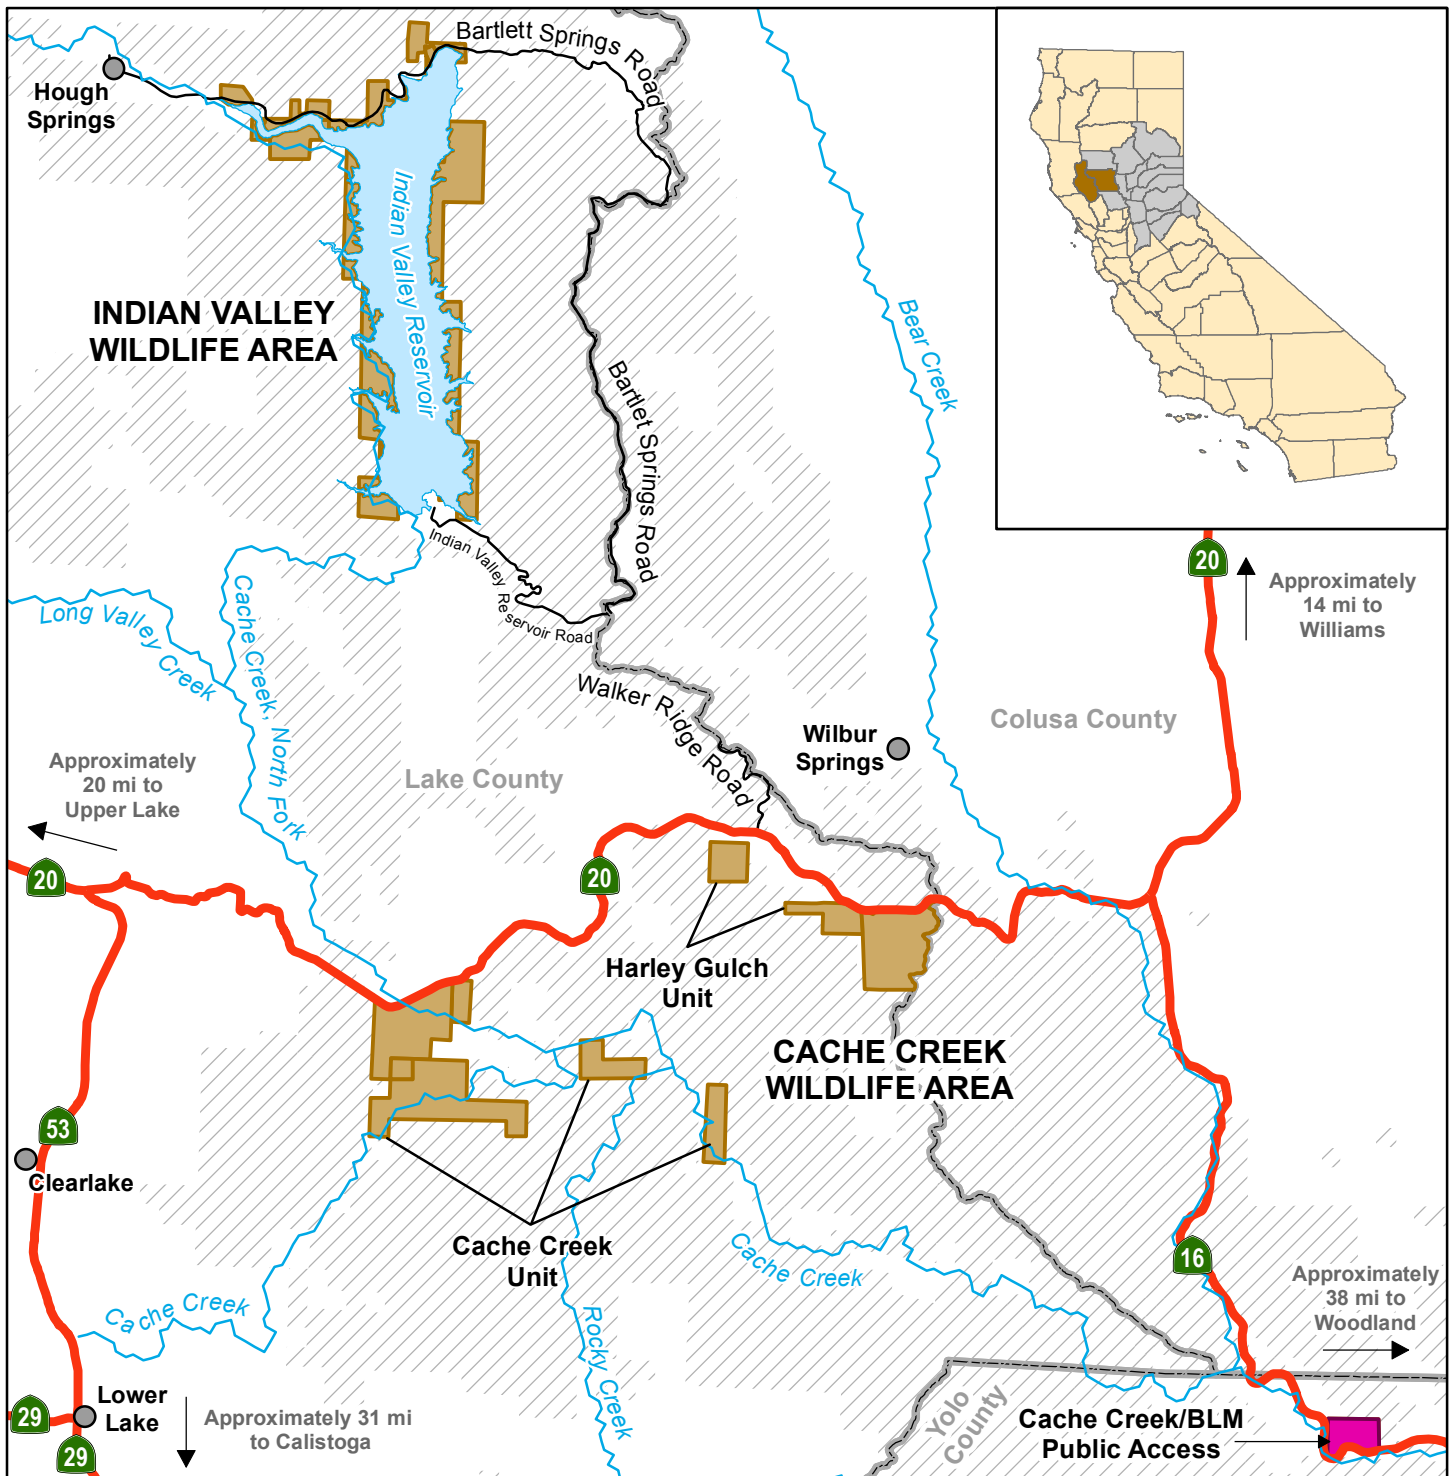 Bartlett Springs Road
Hough
Springs
Indian Valley Reservoir
INDIAN VALLEY
WILDLIFE AREA
Bear Creek
Bartlet Springs Road
Indian Valley Reservoir Road
20
Approximately
14 mi to
Williams
Long Valley Creek
Cache Creek, North Fork
Walker Ridge Road
Wilbur
Springs
Colusa County
Lake County
Approximately
20 mi to
Upper Lake
20
20
Harley Gulch
Unit
CACHE CREEK
WILDLIFE AREA
53
Clearlake
Cache Creek
Unit
Cache Creek
16
Approximately
38 mi to
Woodland
Cache Creek
Rocky Creek
Lower
Lake
29
29
Approximately 31 mi
to Calistoga
Yolo
County
Cache Creek/BLM
Public Access